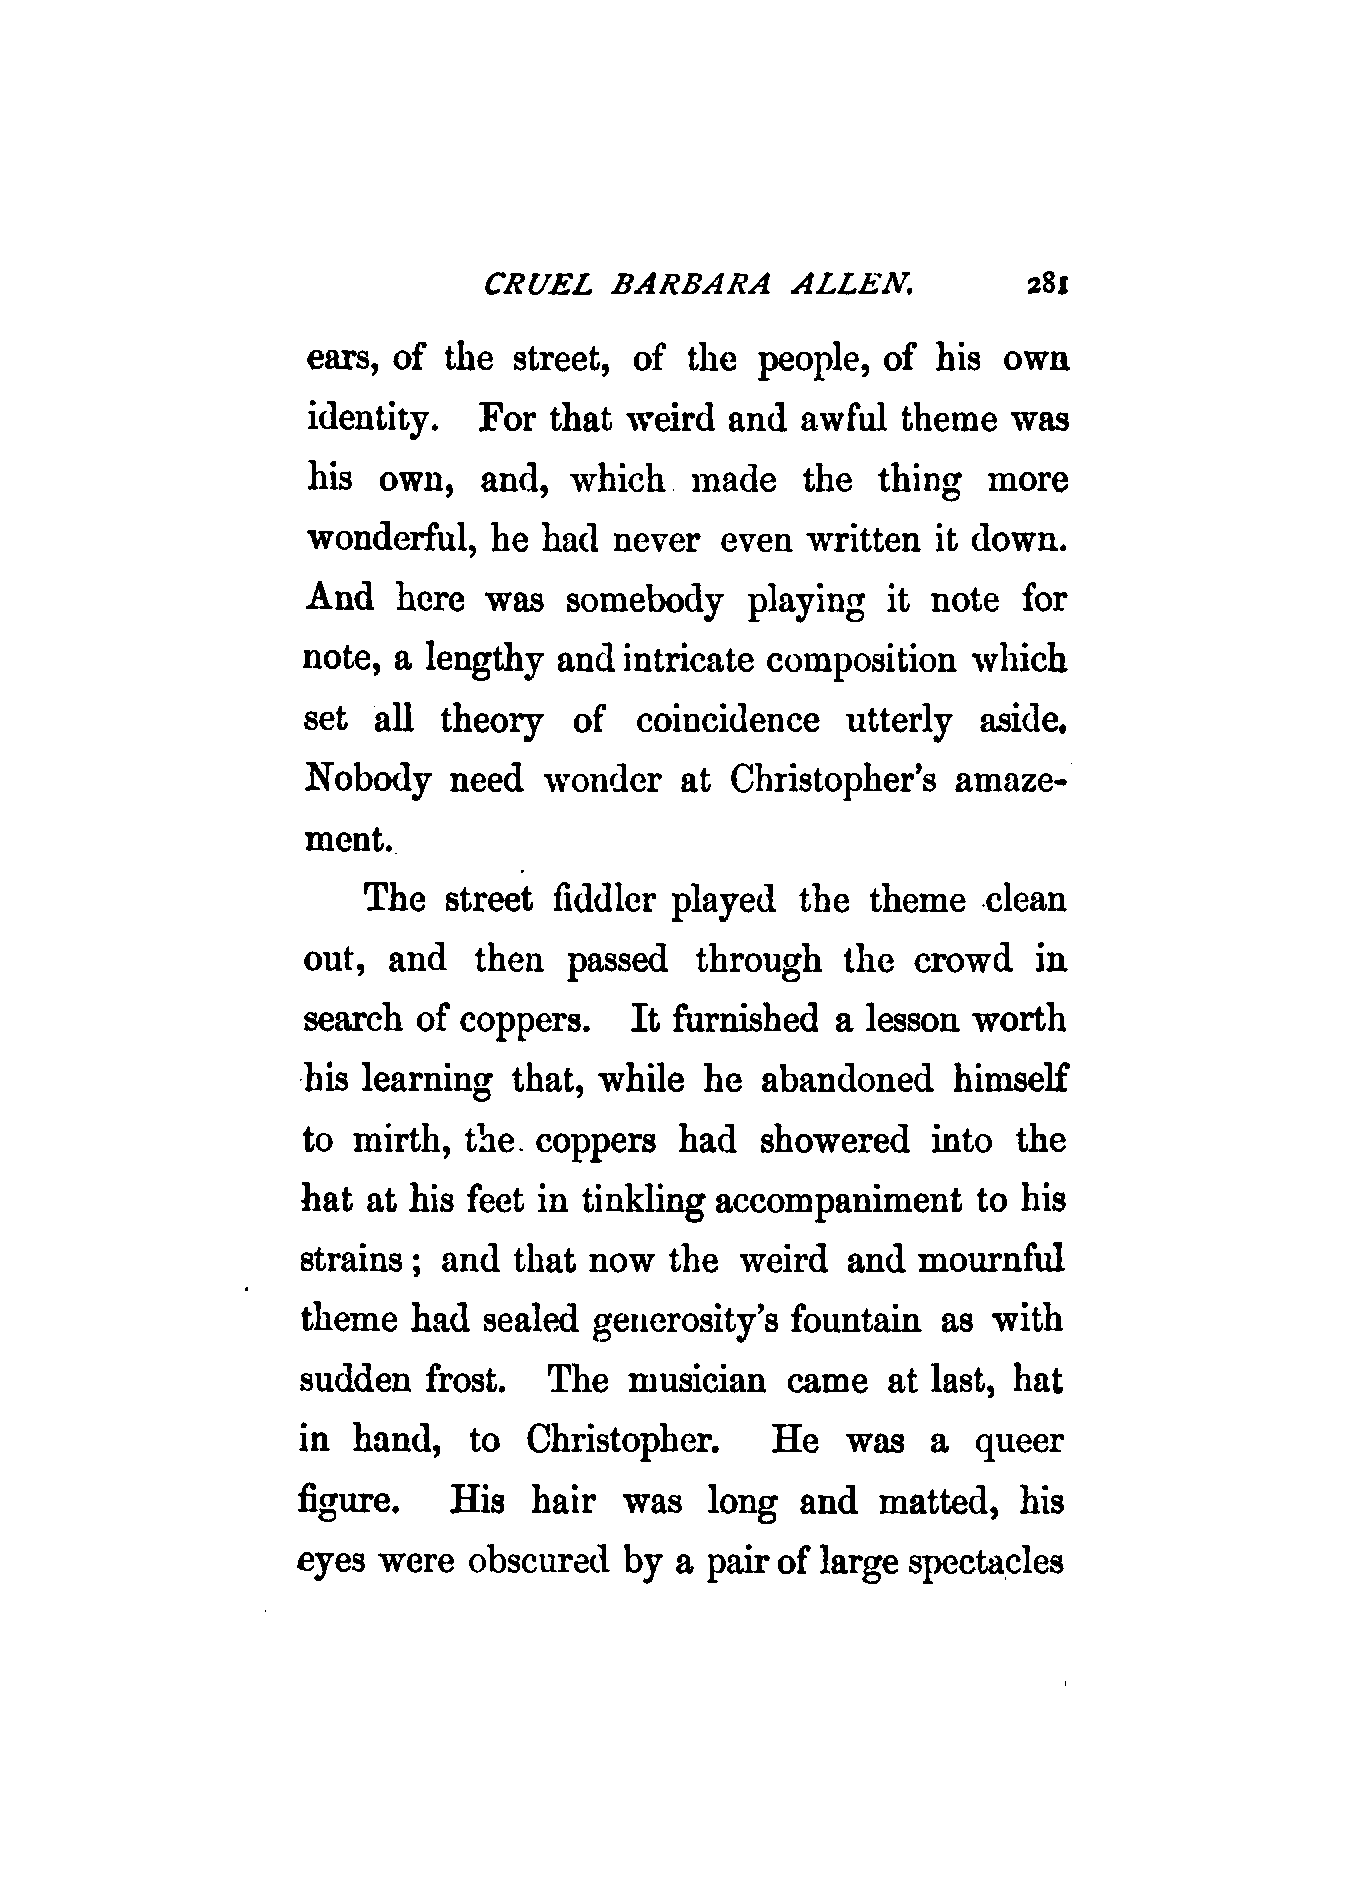 CRUEL BARBARA ALLEN. 281
ears, of the street, of the people, of his own
identity. For that weird and awful theme was
his own, and, which made the thing more
wonderful, he had never even written it down.
And here was somebody playing it note for
note, a lengthy and intricate composition which
set all theory of coincidence utterly aside.
Nobody need wonder at Christopher's amaze-
ment.
The street fiddler played the theme clean
out, and then passed through the crowd in
search of coppers. It furnished a lesson worth
his learning that, while he abandoned himself
to mirth, the coppers had showered into the
hat at his feet in tinkling accompaniment to his
strains; and that now the weird and mournful
theme had sealed generosity's fountain as with
sudden frost. The musician came at last, hat
in hand, to Christopher. He was a queer
figure. His hair was long and matted, his
eyes were obscured by a pair of large spectacles